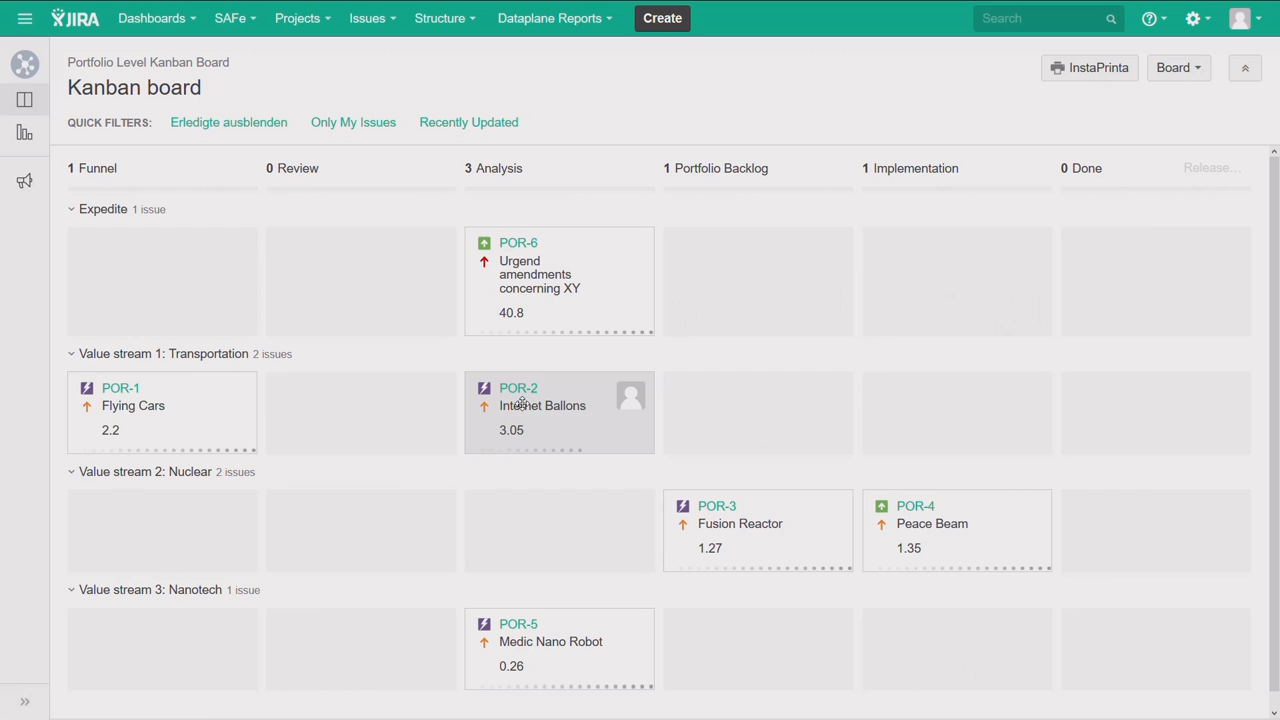 JIRA Dashboards SAFe Projects Issues Structure Dataplane Reports Create Search
Portfolio Level Kanban Board
Kanban board
InstaPrinta Board
QUICK FILTERS: Erledigte ausblenden Only My Issues Recently Updated
1 Funnel 0 Review 3 Analysis 1 Portfolio Backlog 1 Implementation 0 Done Release...
Expedite 1 issue
POR-6
Urgend
amendments
concerning XY
40.8
Value stream 1: Transportation 2 issues
POR-1
Flying Cars
2.2
POR-2
Internet Ballons
3.05
Value stream 2: Nuclear 2 issues
POR-3
Fusion Reactor
1.27
POR-4
Peace Beam
1.35
Value stream 3: Nanotech 1 issue
POR-5
Medic Nano Robot
0.26